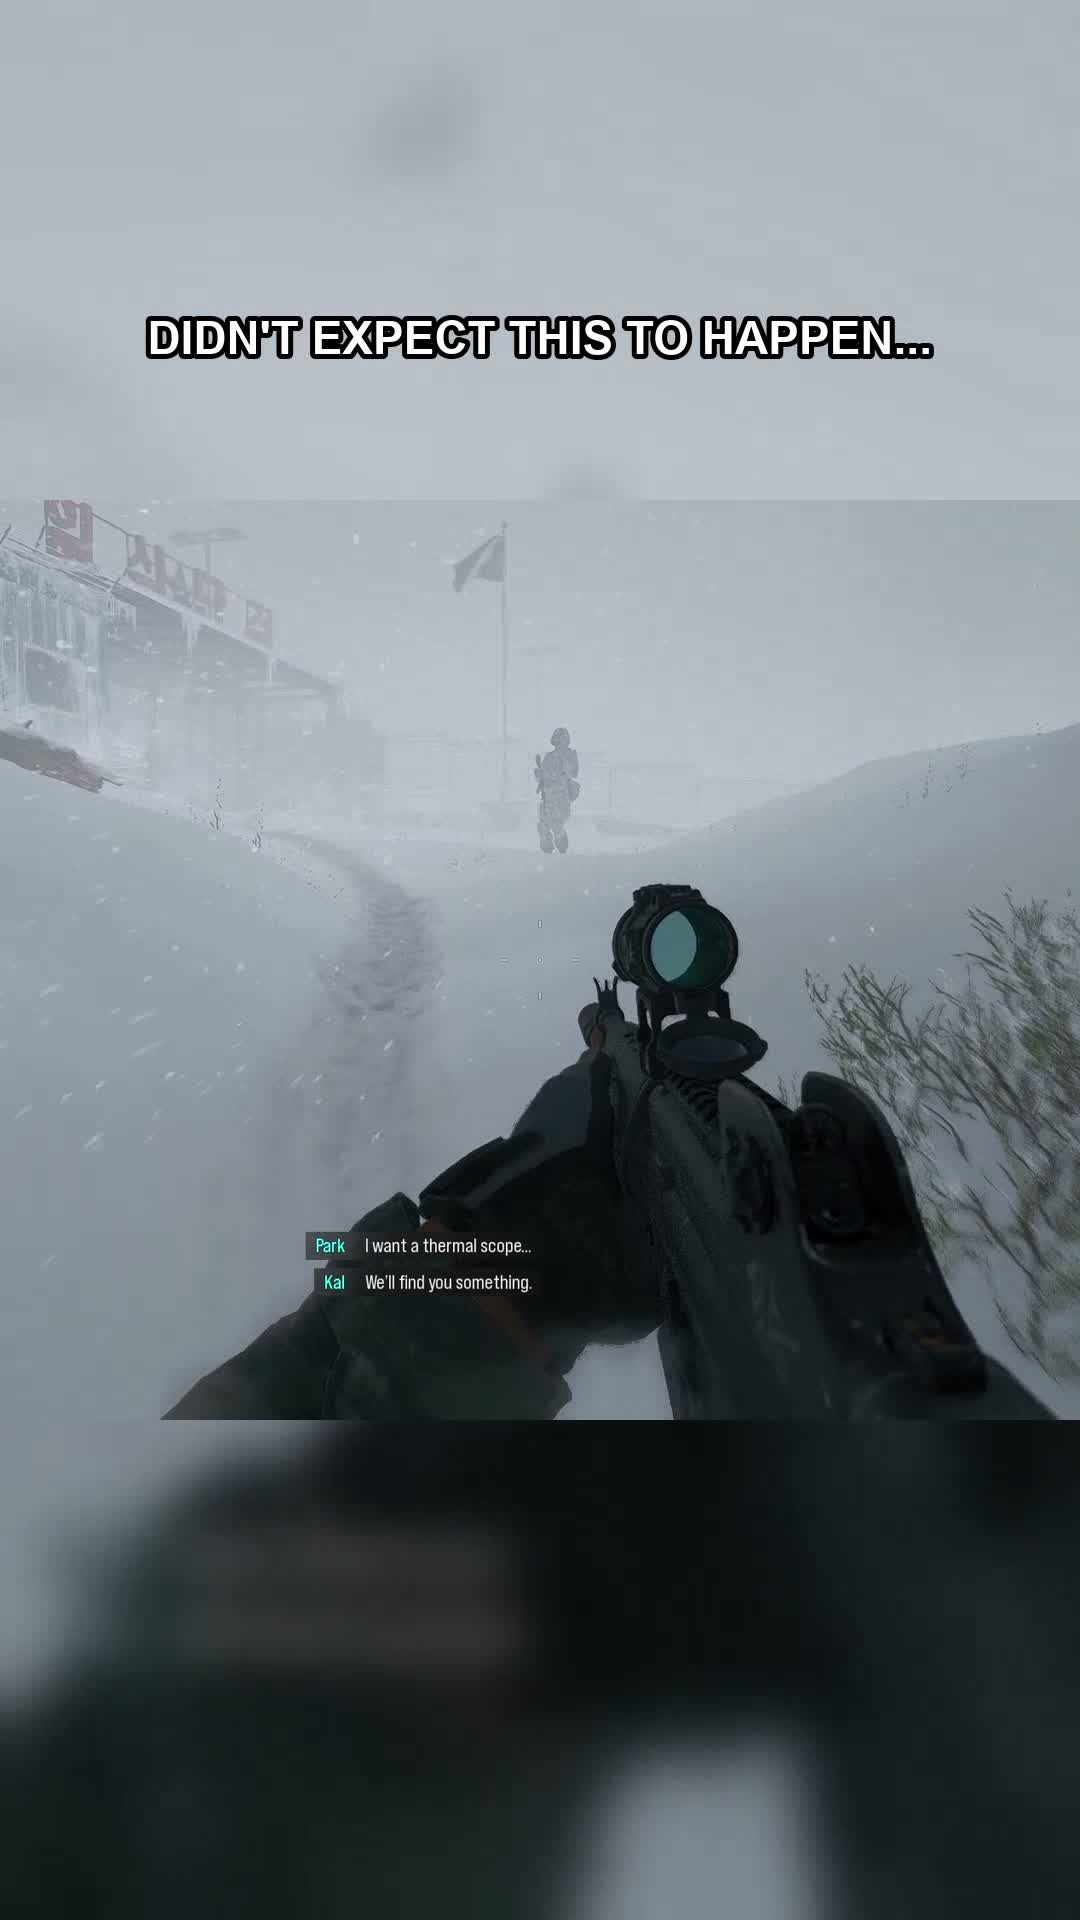 DIDN'T EXPECT THIS TO HAPPEN...
Park I want a thermal scope...
Kal We'll find you something.